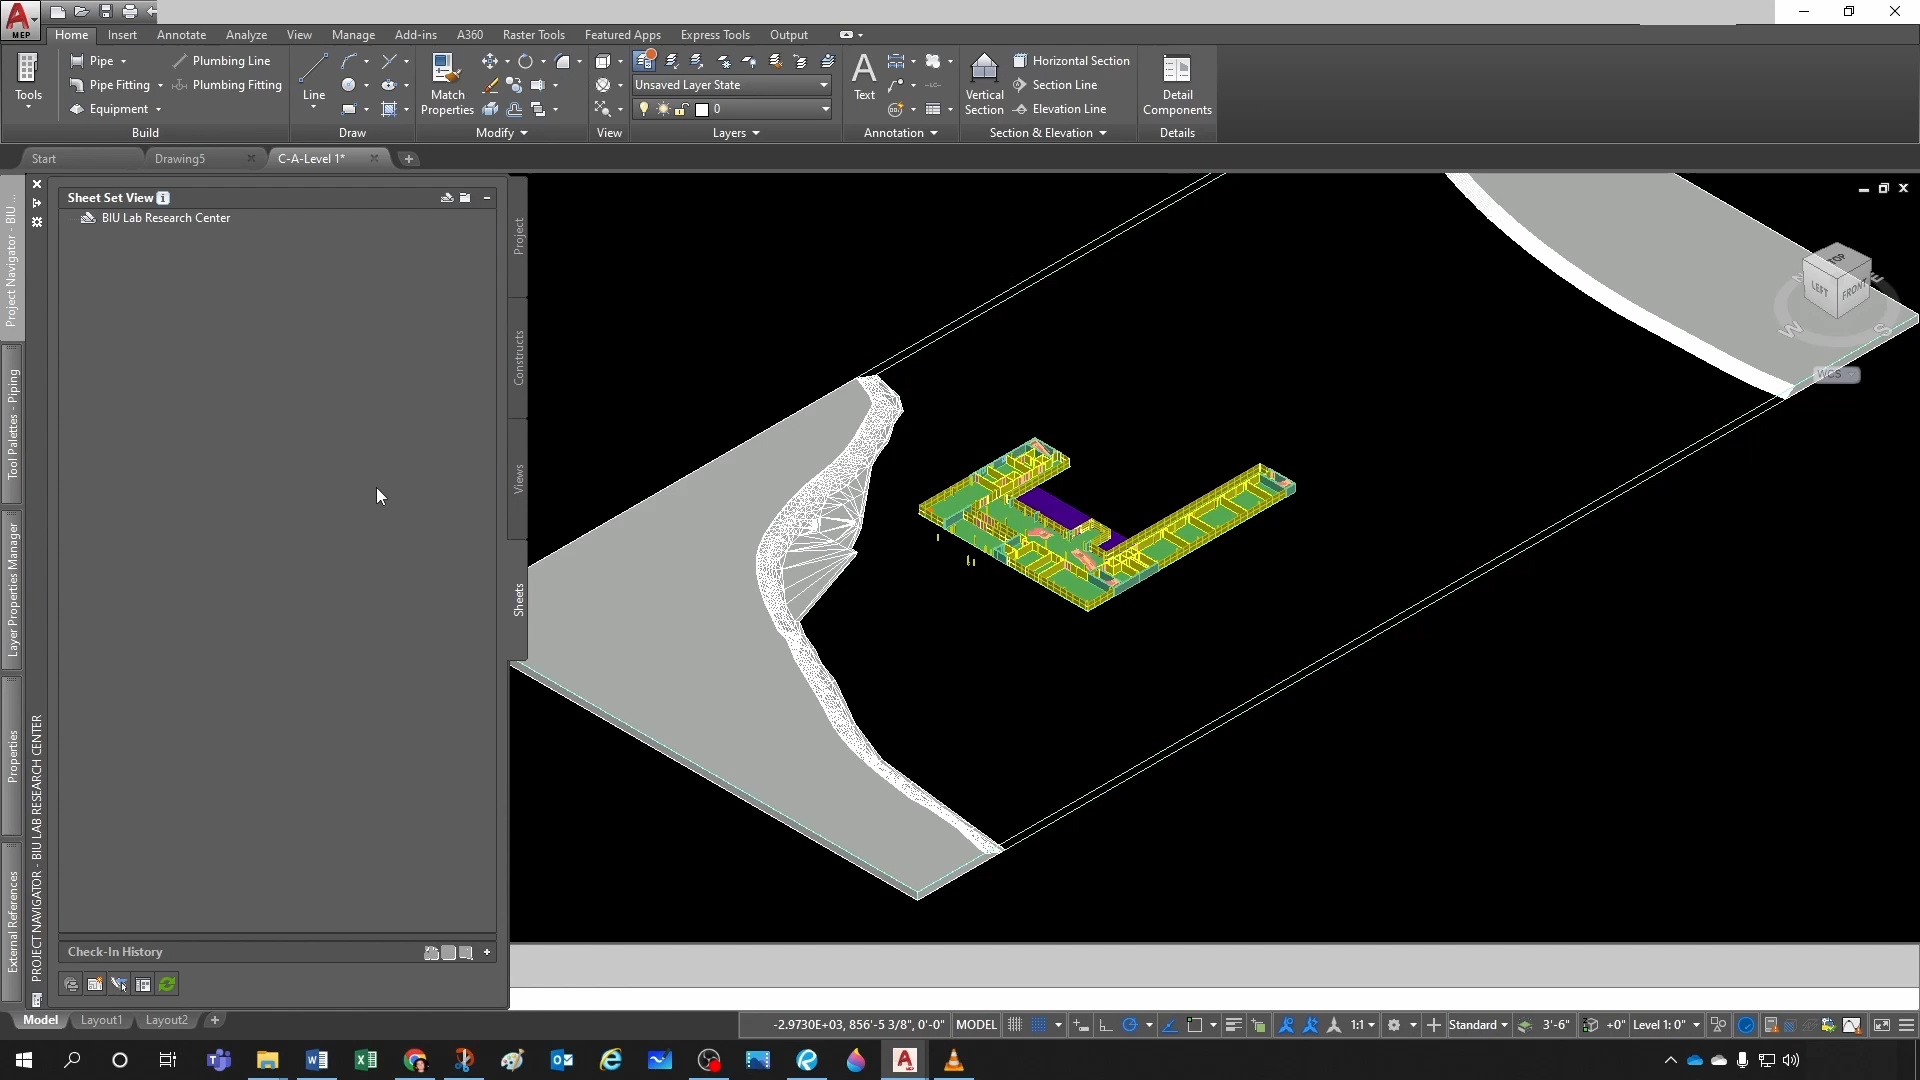 MEP
Home Insert Annotate Analyze View Manage Add-ins A360 Raster Tools Featured Apps Express Tools Output
Tools
Pipe
Pipe Fitting
Equipment
Plumbing Line
Plumbing Fitting
Build
Line
Draw
Match
Properties
Modify
View
Unsaved Layer State
0
Layers
Text
Annotation
Vertical
Section
Horizontal Section
Section Line
Elevation Line
Section & Elevation
Detail
Components
Details
Start Drawing5 C-A-Level 1*
Sheet Set View
BIU Lab Research Center
Project
Constructs
Views
Sheets
Project Navigator - BIU ...
Tool Palettes - Piping
Layer Properties Manager
Properties
External References
PROJECT NAVIGATOR - BIU LAB RESEARCH CENTER
TOP
LEFT
FRONT
W
S
E
WCS
Check-In History
Model Layout1 Layout2
-2.9730E+03, 856'-5 3/8", 0'-0" MODEL 1:1 Standard 3'-6" +0" Level 1: 0"